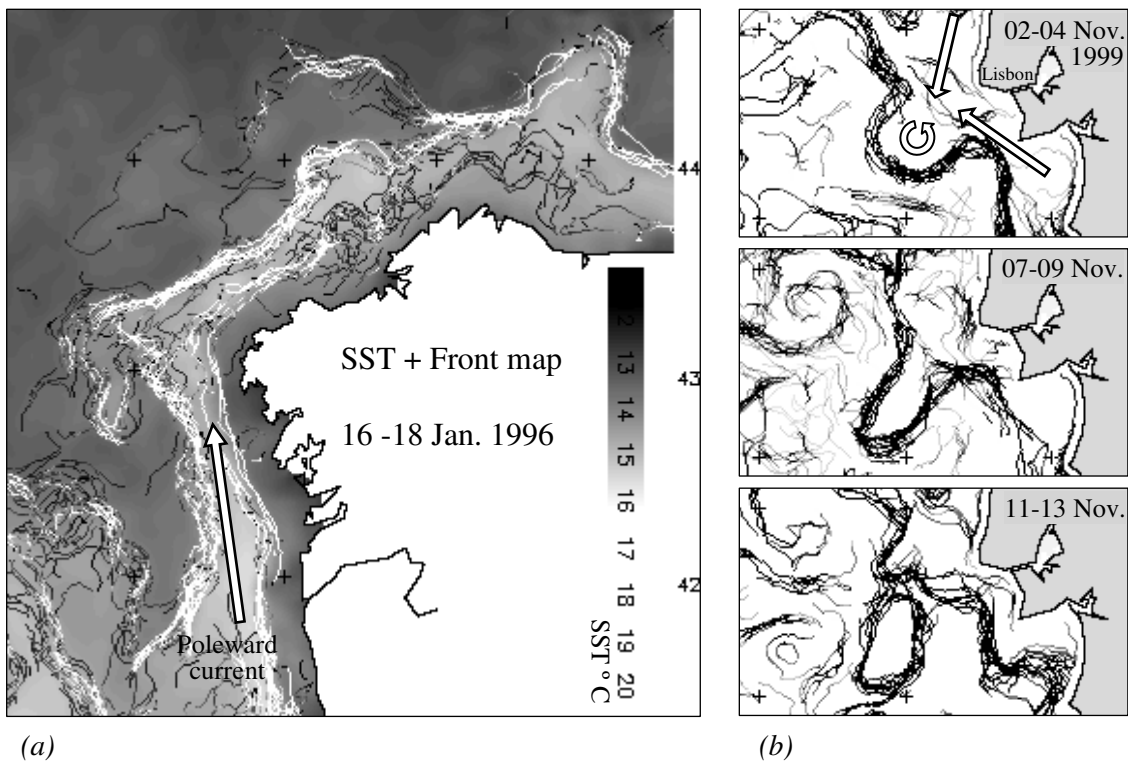 44
SST + Front map
43
16 -18 Jan. 1996
42
Poleward
current
12 13 14 15 16 17 18 19 20
SST º C
(a)
02-04 Nov.
1999
Lisbon
07-09 Nov.
11-13 Nov.
(b)